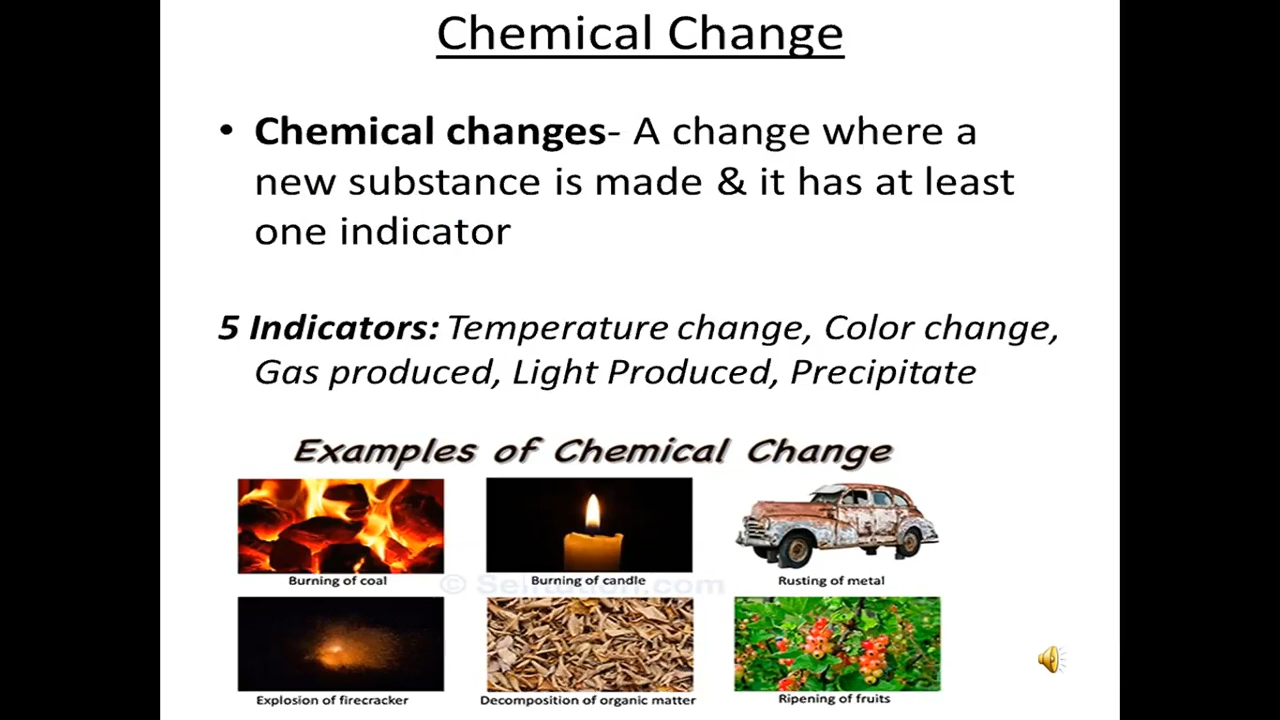 Chemical Change
• Chemical changes- A change where a
new substance is made & it has at least
one indicator
5 Indicators: Temperature change, Color change,
Gas produced, Light Produced, Precipitate
Examples of Chemical Change
Burning of coal
Burning of candle
Rusting of metal
Explosion of firecracker
Decomposition of organic matter
Ripening of fruits